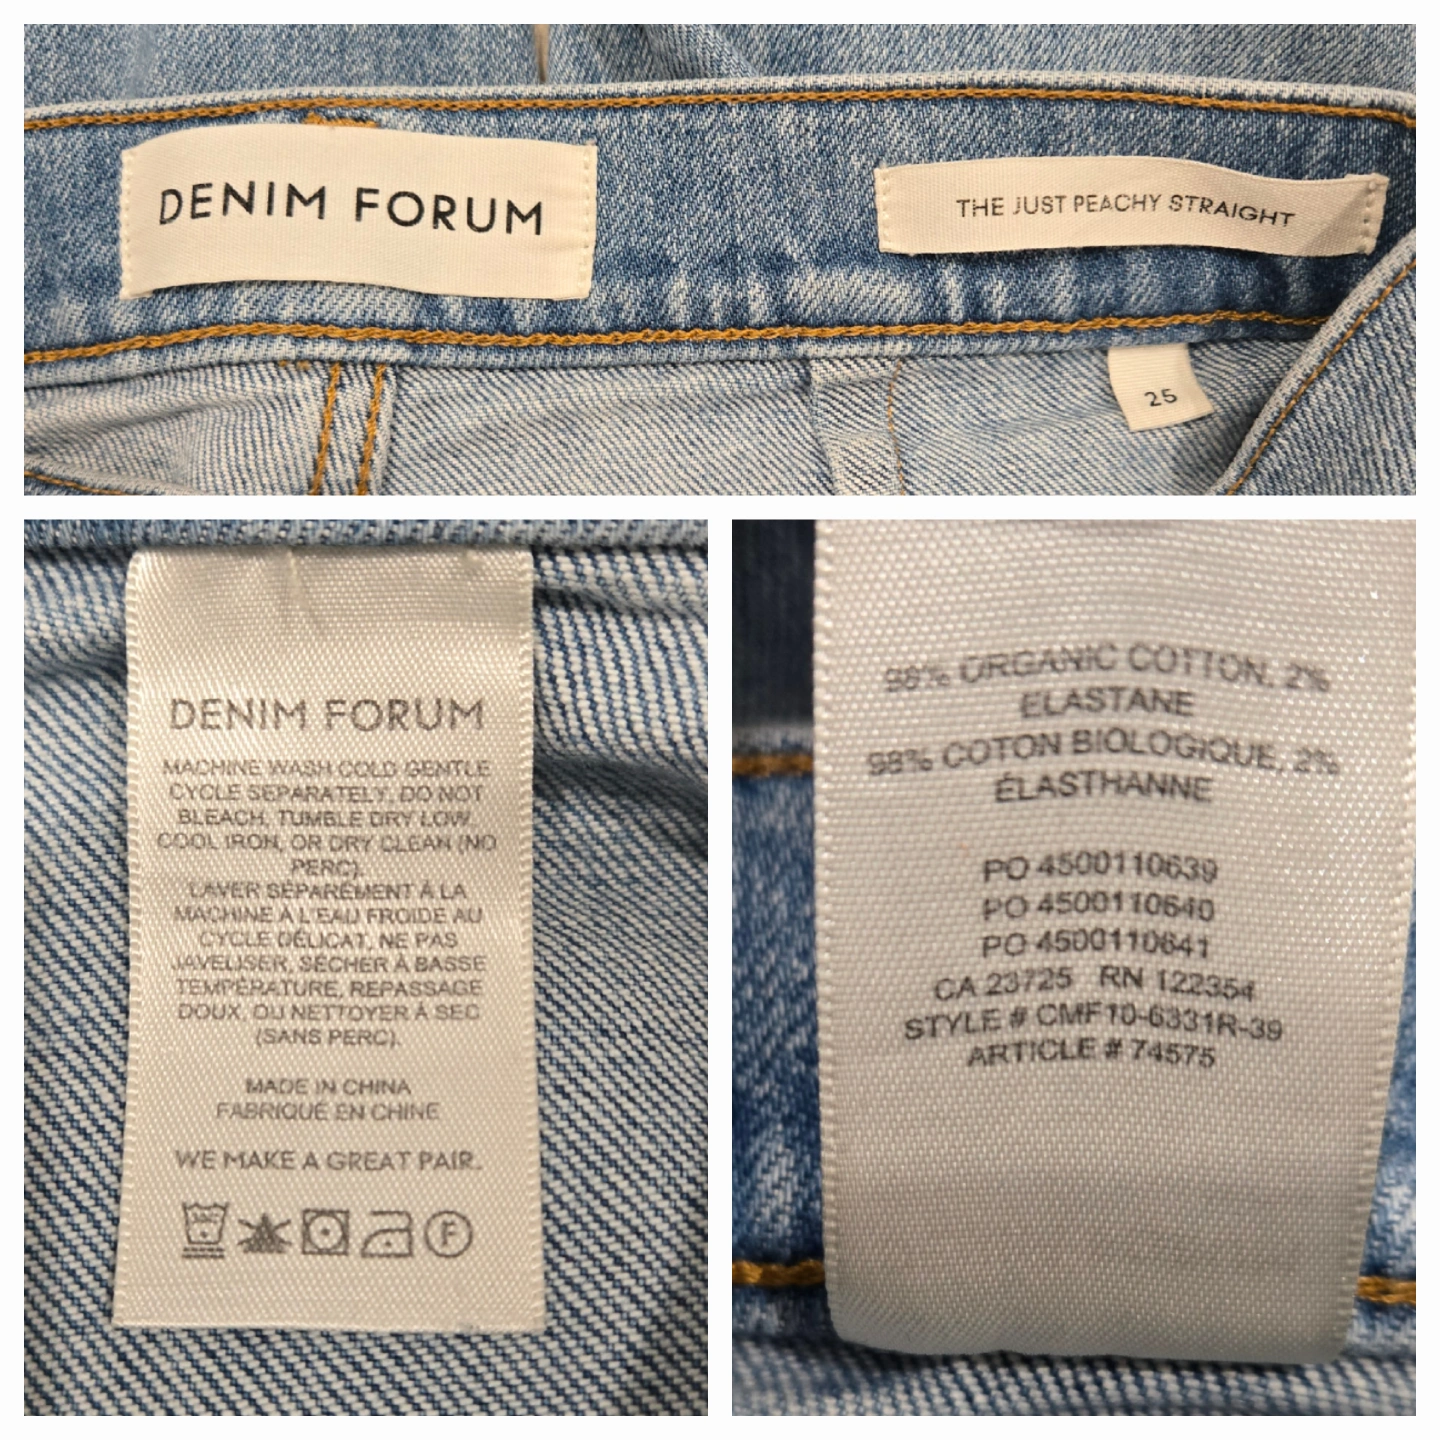 DENIM FORUM
THE JUST PEACHY STRAIGHT
25
DENIM FORUM
MACHINE WASH COLD GENTLE
CYCLE SEPARATELY, DO NOT
BLEACH, TUMBLE DRY LOW,
COOL IRON, OR DRY CLEAN (NO
PERC).
LAVER SÉPARÉMENT À LA
MACHINE À L'EAU FROIDE AU
CYCLE DÉLICAT, NE PAS
JAVELISER, SÉCHER À BASSE
TEMPÉRATURE, REPASSAGE
DOUX, OU NETTOYER À SEC
(SANS PERC).
MADE IN CHINA
FABRIQUÉ EN CHINE
WE MAKE A GREAT PAIR.
F
98% ORGANIC COTTON, 2%
ELASTANE
98% COTON BIOLOGIQUE, 2%
ÉLASTHANNE
PO 4500110639
PO 4500110640
PO 4500110641
CA 23725 RN 122354
STYLE # CMF10-6331R-39
ARTICLE # 74575